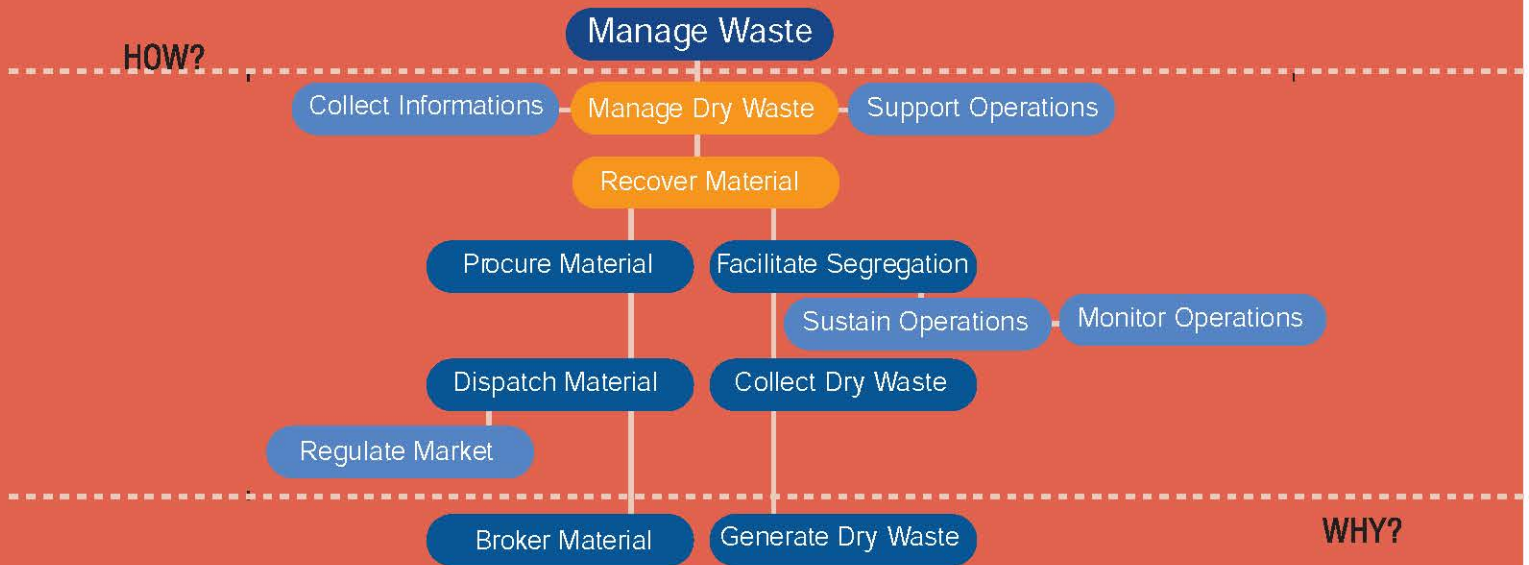 Manage Waste
HOW?
Collect Informations
Manage Dry Waste
Support Operations
Recover Material
Procure Material
Facilitate Segregation
Sustain Operations
Monitor Operations
Dispatch Material
Collect Dry Waste
Regulate Market
Broker Material
Generate Dry Waste
WHY?